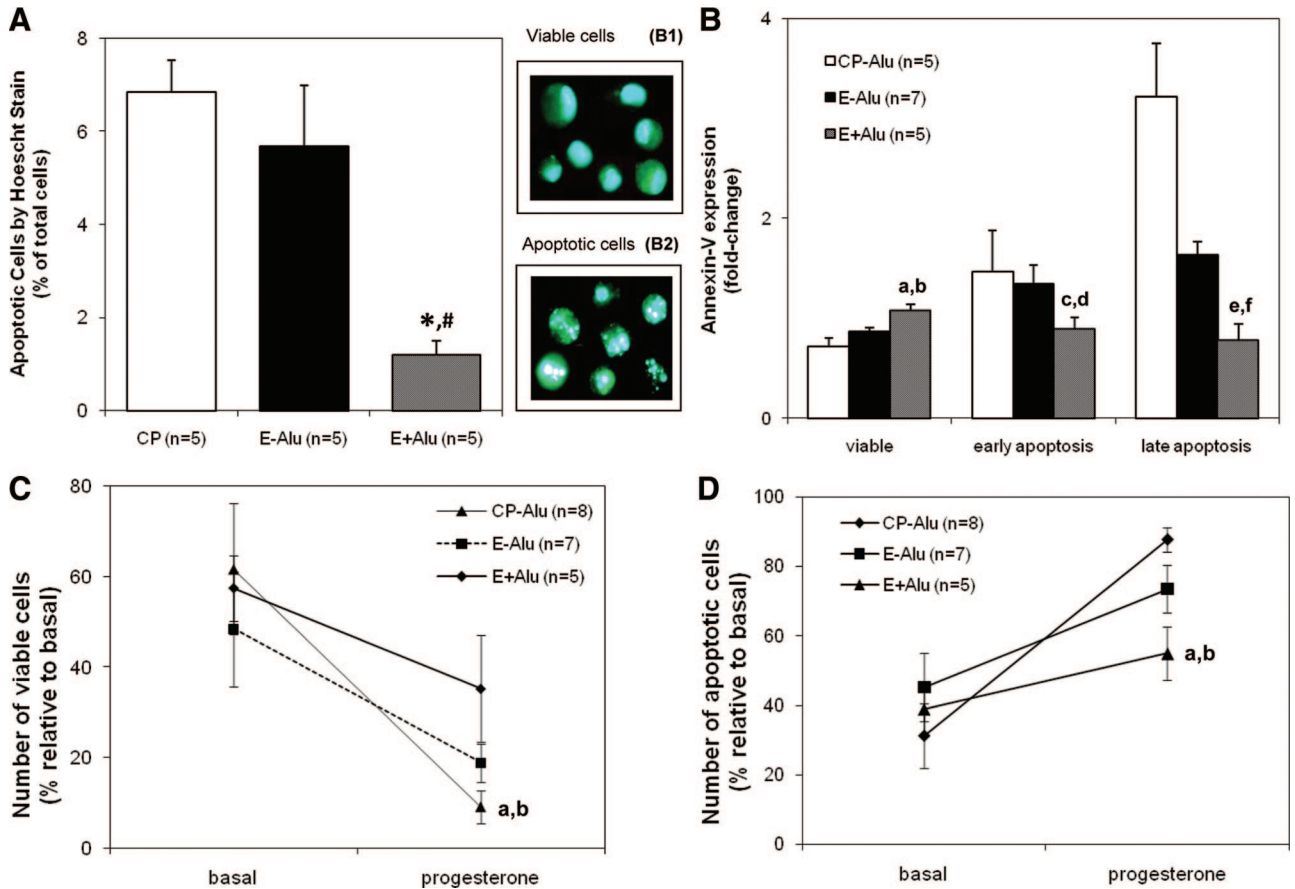 A
Apoptotic Cells by Hoescht Stain
(% of total cells)
8
6
4
2
0
*,#
CP (n=5)
E-Alu (n=5)
E+Alu (n=5)
Viable cells (B1)
Apoptotic cells (B2)
B
Annexin-V expression
(fold-change)
4
2
0
CP-Alu (n=5)
E-Alu (n=7)
E+Alu (n=5)
a,b
c,d
e,f
viable
early apoptosis
late apoptosis
C
Number of viable cells
(% relative to basal)
80
60
40
20
0
CP-Alu (n=8)
E-Alu (n=7)
E+Alu (n=5)
a,b
basal
progesterone
D
Number of apoptotic cells
(% relative to basal)
100
80
60
40
20
0
CP-Alu (n=8)
E-Alu (n=7)
E+Alu (n=5)
a,b
basal
progesterone